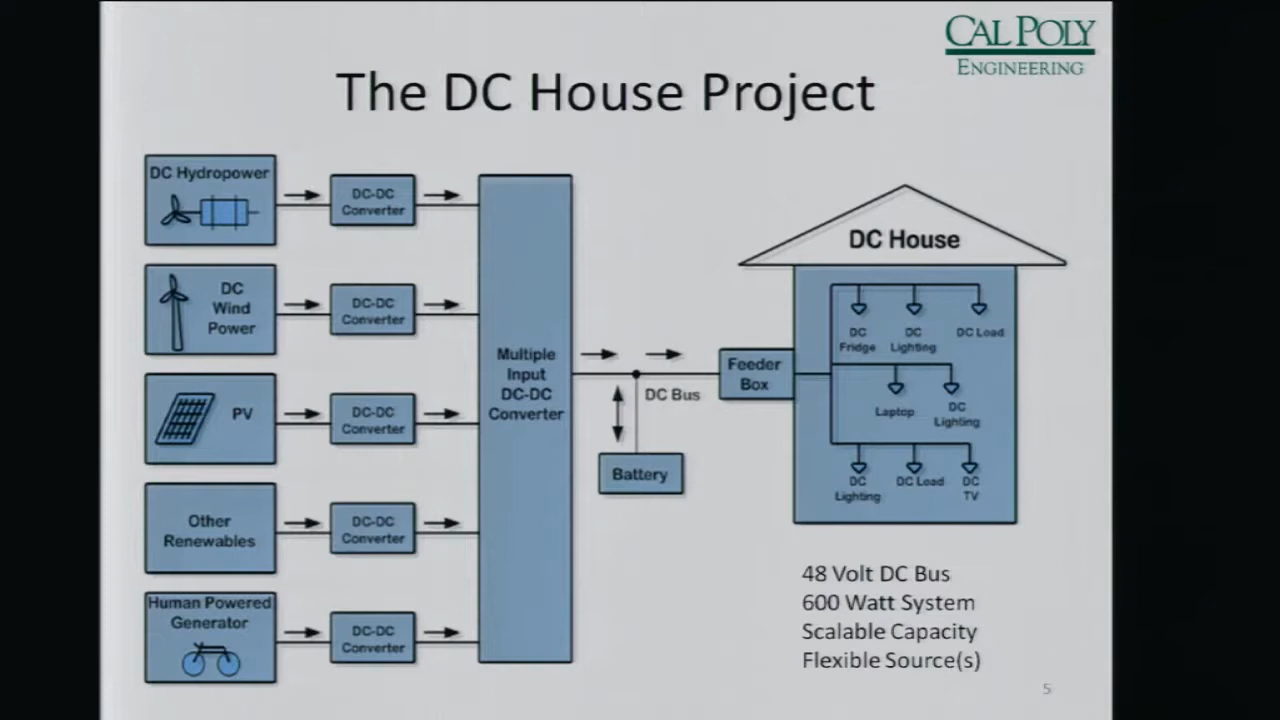 CAL POLY
ENGINEERING
The DC House Project
DC Hydropower
DC-DC
Converter
DC
Wind
Power
DC-DC
Converter
PV
DC-DC
Converter
Other
Renewables
DC-DC
Converter
Human Powered
Generator
DC-DC
Converter
Multiple
Input
DC-DC
Converter
DC Bus
Battery
Feeder
Box
DC House
DC
Fridge
DC
Lighting
DC Load
Laptop
DC
Lighting
DC
Lighting
DC Load
DC
TV
48 Volt DC Bus
600 Watt System
Scalable Capacity
Flexible Source(s)
5